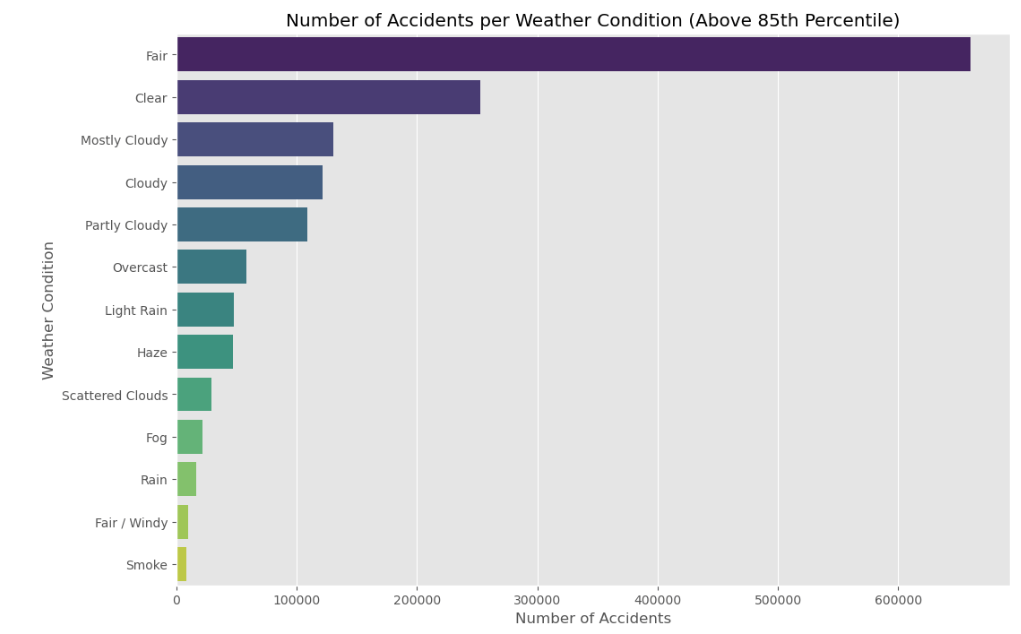 Number of Accidents per Weather Condition (Above 85th Percentile)
Weather Condition
Fair
Clear
Mostly Cloudy
Cloudy
Partly Cloudy
Overcast
Light Rain
Haze
Scattered Clouds
Fog
Rain
Fair / Windy
Smoke
0 100000 200000 300000 400000 500000 600000
Number of Accidents